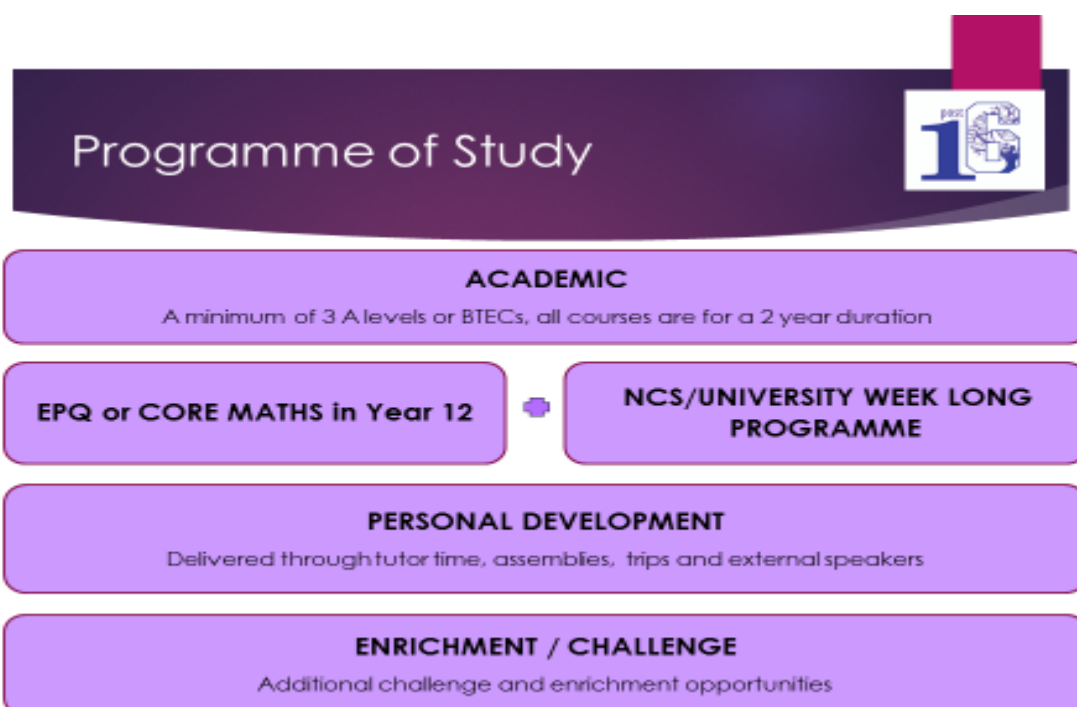 post
16
Programme of Study
ACADEMIC
A minimum of 3 A levels or BTECs, all courses are for a 2 year duration
EPQ or CORE MATHS in Year 12
NCS/UNIVERSITY WEEK LONG
PROGRAMME
PERSONAL DEVELOPMENT
Delivered through tutor time, assemblies, trips and external speakers
ENRICHMENT / CHALLENGE
Additional challenge and enrichment opportunities